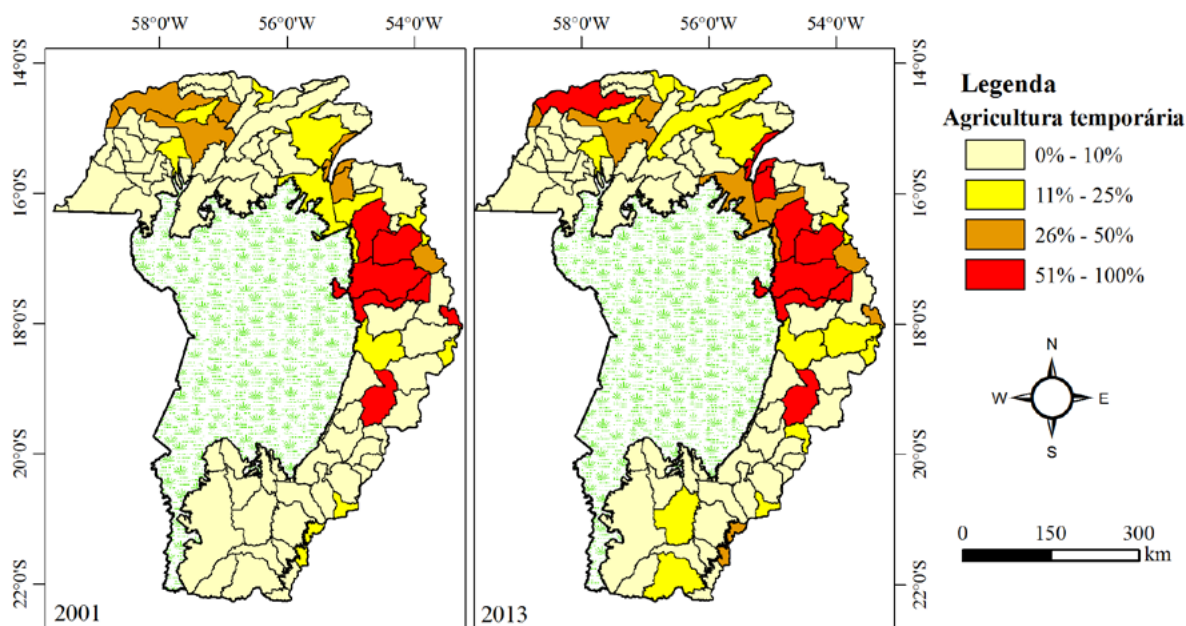 58°0'W 56°0'W 54°0'W
58°0'W 56°0'W 54°0'W
14°0'S
16°0'S
18°0'S
20°0'S
22°0'S
14°0'S
16°0'S
18°0'S
20°0'S
22°0'S
2001
2013
Legenda
Agricultura temporária
0% - 10%
11% - 25%
26% - 50%
51% - 100%
N
W E
S
0 150 300
km